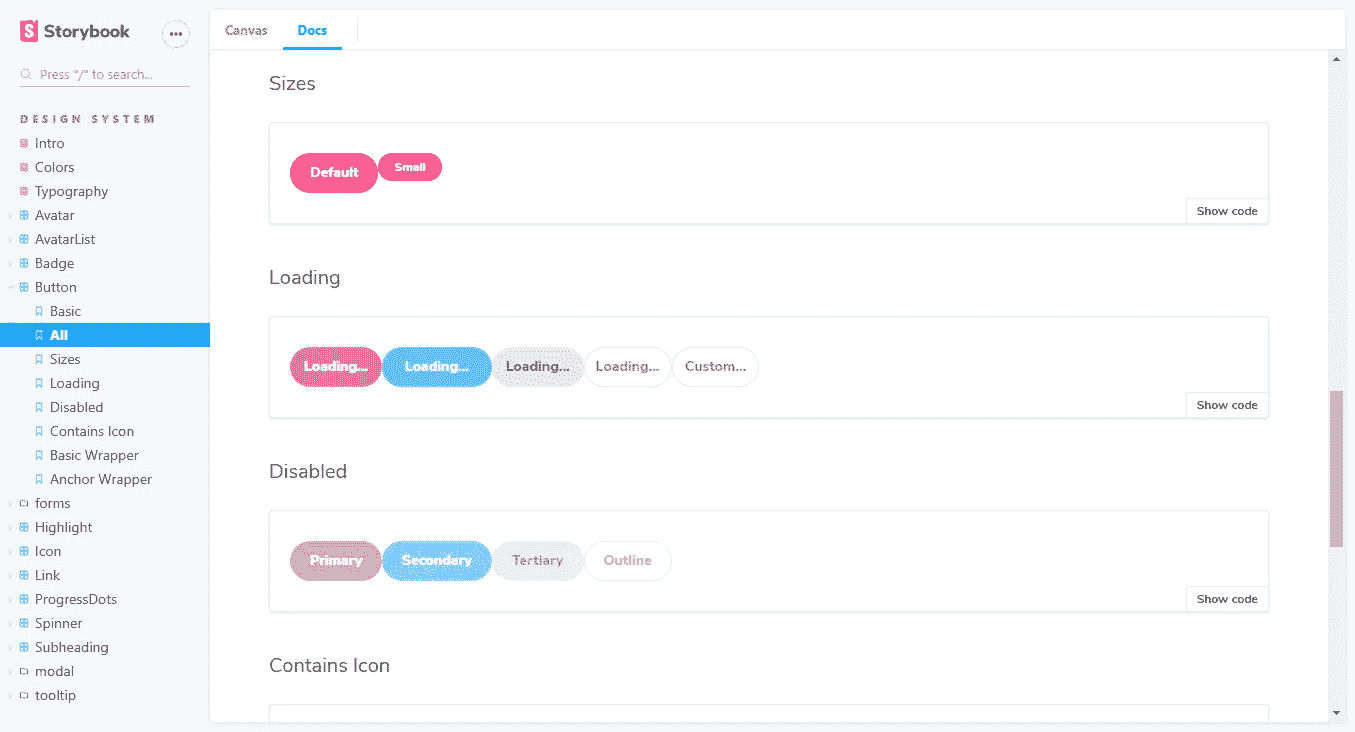 Storybook
Press "/" to search...
DESIGN SYSTEM
Intro
Colors
Typography
Avatar
AvatarList
Badge
Button
Basic
All
Sizes
Loading
Disabled
Contains Icon
Basic Wrapper
Anchor Wrapper
forms
Highlight
Icon
Link
ProgressDots
Spinner
Subheading
modal
tooltip
Canvas Docs
Sizes
Default Small
Show code
Loading
Loading... Loading... Loading... Loading... Custom...
Show code
Disabled
Primary Secondary Tertiary Outline
Show code
Contains Icon